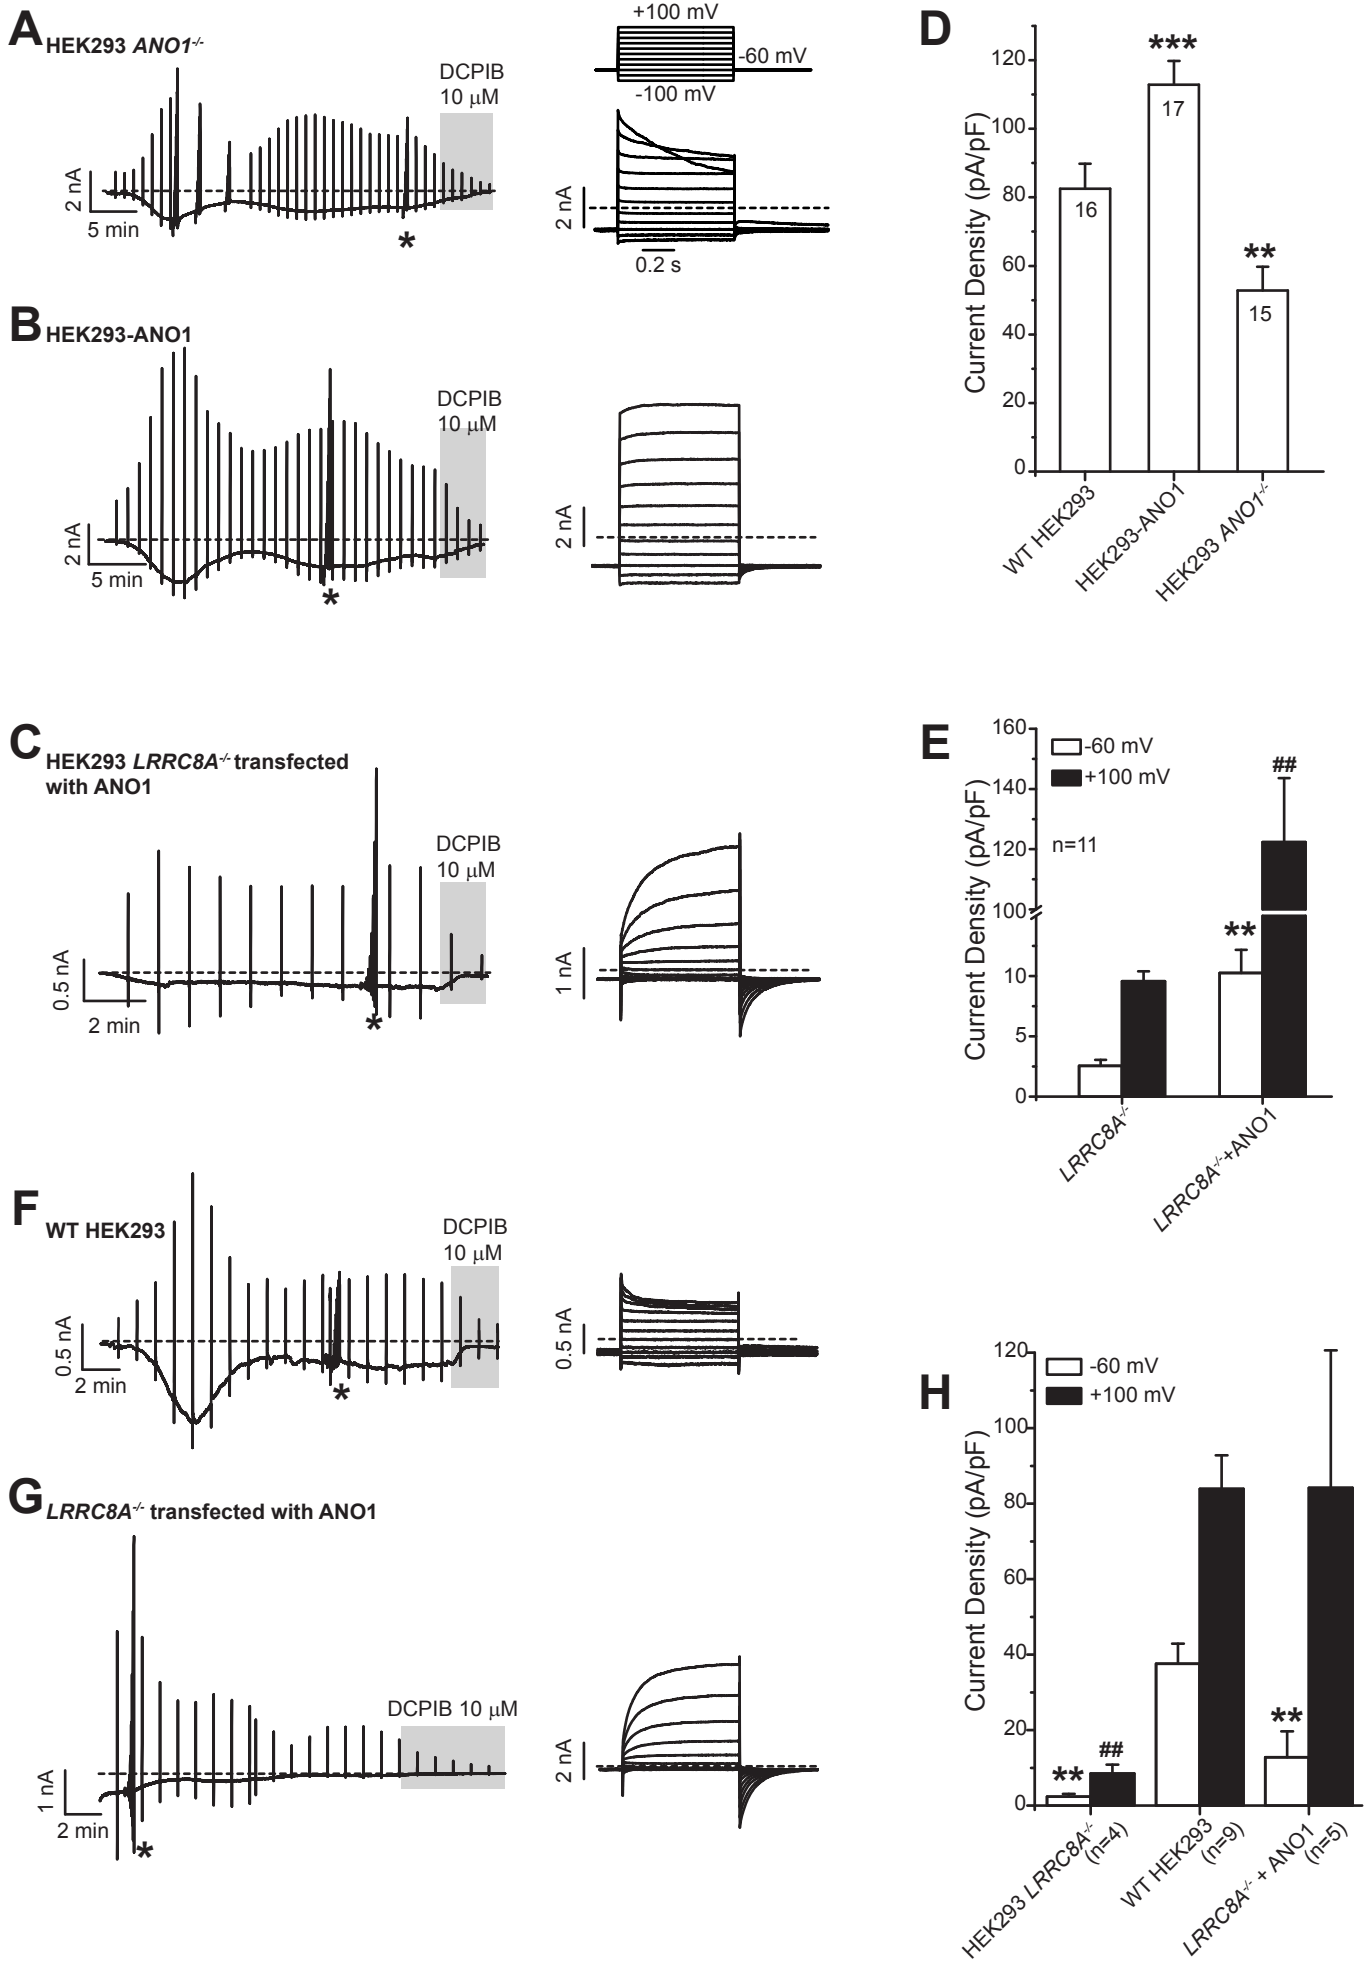 A
HEK293 ANO1-/-
DCPIB
10 µM
2 nA
5 min
*
+100 mV
-60 mV
-100 mV
2 nA
0.2 s
B
HEK293-ANO1
DCPIB
10 µM
2 nA
5 min
*
2 nA
C
HEK293 LRRC8A-/- transfected
with ANO1
DCPIB
10 µM
0.5 nA
2 min
*
1 nA
D
Current Density (pA/pF)
120
100
80
60
40
20
0
16
***
17
**
15
WT HEK293
HEK293-ANO1
HEK293 ANO1-/-
E
Current Density (pA/pF)
160
140
120
100
10
5
0
-60 mV
+100 mV
n=11
**
##
LRRC8A-/-
LRRC8A-/-+ANO1
F
WT HEK293
DCPIB
10 µM
0.5 nA
2 min
*
0.5 nA
G
LRRC8A-/- transfected with ANO1
DCPIB 10 µM
1 nA
2 min
*
2 nA
H
Current Density (pA/pF)
120
100
80
60
40
20
0
-60 mV
+100 mV
**
##
**
HEK293 LRRC8A-/-
(n=4)
WT HEK293
(n=9)
LRRC8A-/- + ANO1
(n=5)